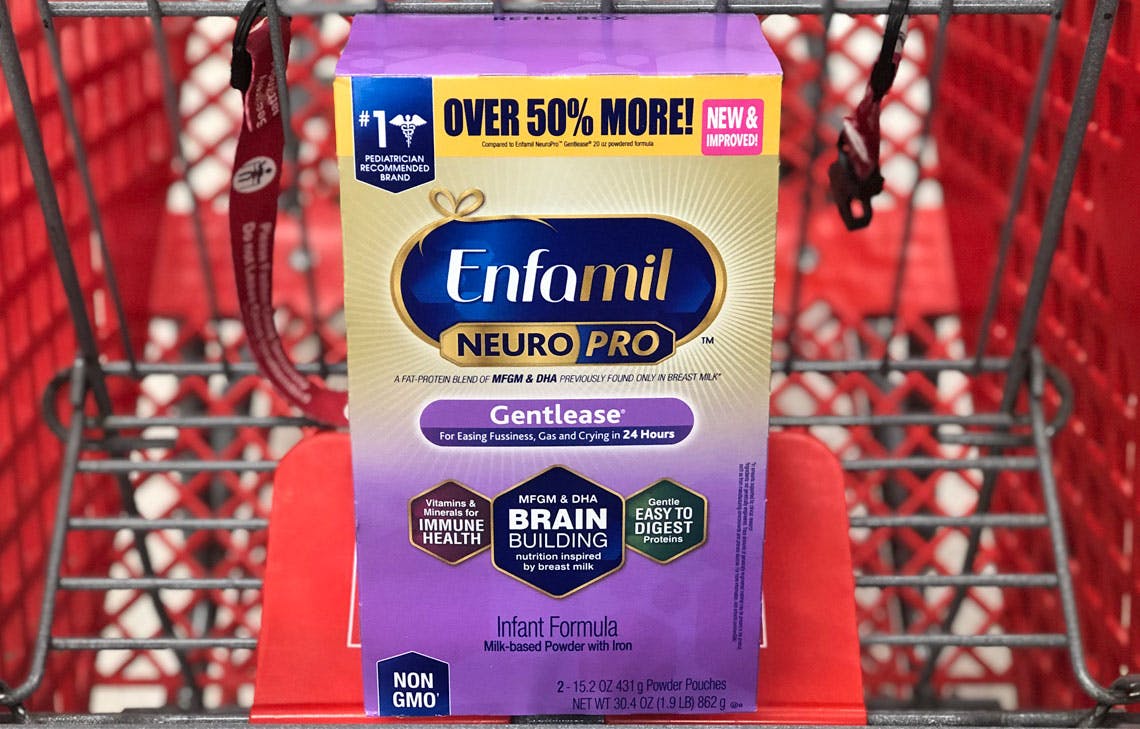 REFILL BOX
#1
PEDIATRICIAN
RECOMMENDED
BRAND
OVER 50% MORE!
Compared to Enfamil NeuroPro™ Gentlease® 20 oz powdered formula
NEW &
IMPROVED!
Enfamil
NEURO PRO™
A FAT-PROTEIN BLEND OF MFGM & DHA PREVIOUSLY FOUND ONLY IN BREAST MILK*
Gentlease®
For Easing Fussiness, Gas and Crying in 24 Hours
Vitamins &
Minerals for
IMMUNE
HEALTH
MFGM & DHA
BRAIN
BUILDING
nutrition inspired
by breast milk
Gentle
EASY TO
DIGEST
Proteins
Infant Formula
Milk-based Powder with Iron
NON
GMO
2 - 15.2 OZ 431 g Powder Pouches
NET WT 30.4 OZ (1.9 LB) 862 g